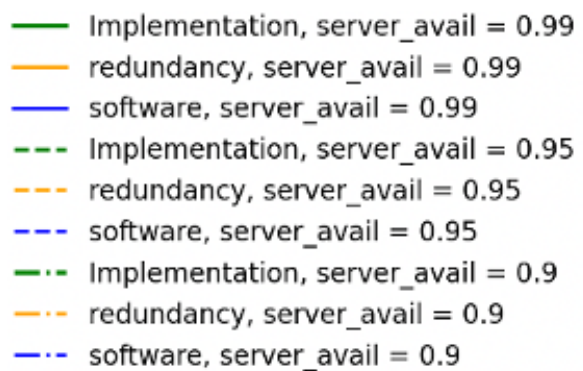 Implementation, server_avail = 0.99
redundancy, server_avail = 0.99
software, server_avail = 0.99
Implementation, server_avail = 0.95
redundancy, server_avail = 0.95
software, server_avail = 0.95
Implementation, server_avail = 0.9
redundancy, server_avail = 0.9
software, server_avail = 0.9